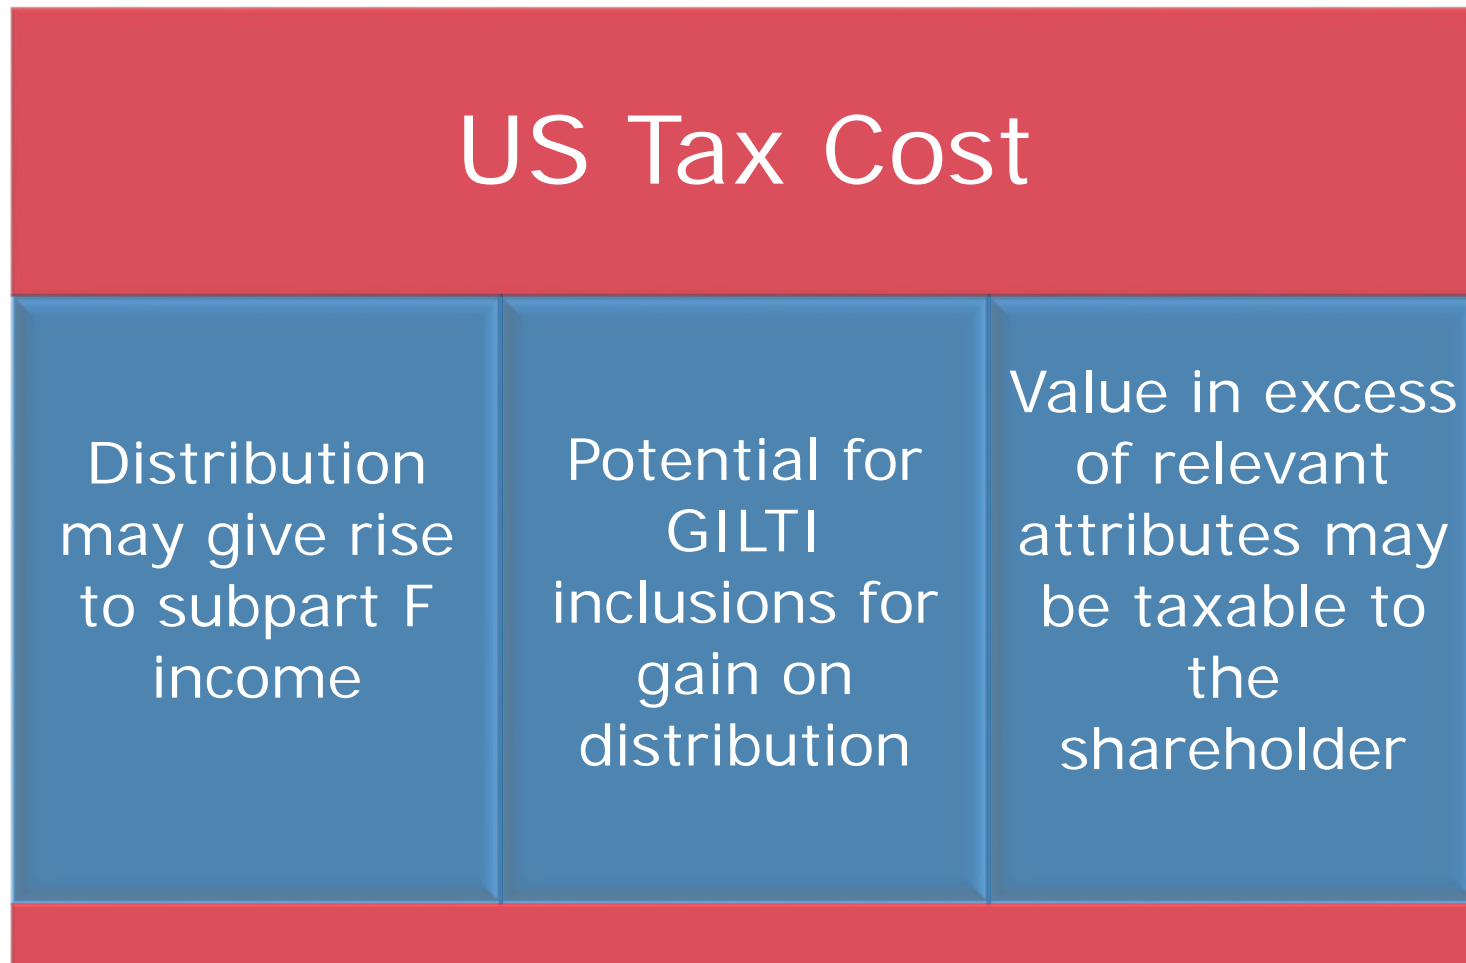 US Tax Cost
Distribution
may give rise
to subpart F
income
Potential for
GILTI
inclusions for
gain on
distribution
Value in excess
of relevant
attributes may
be taxable to
the
shareholder